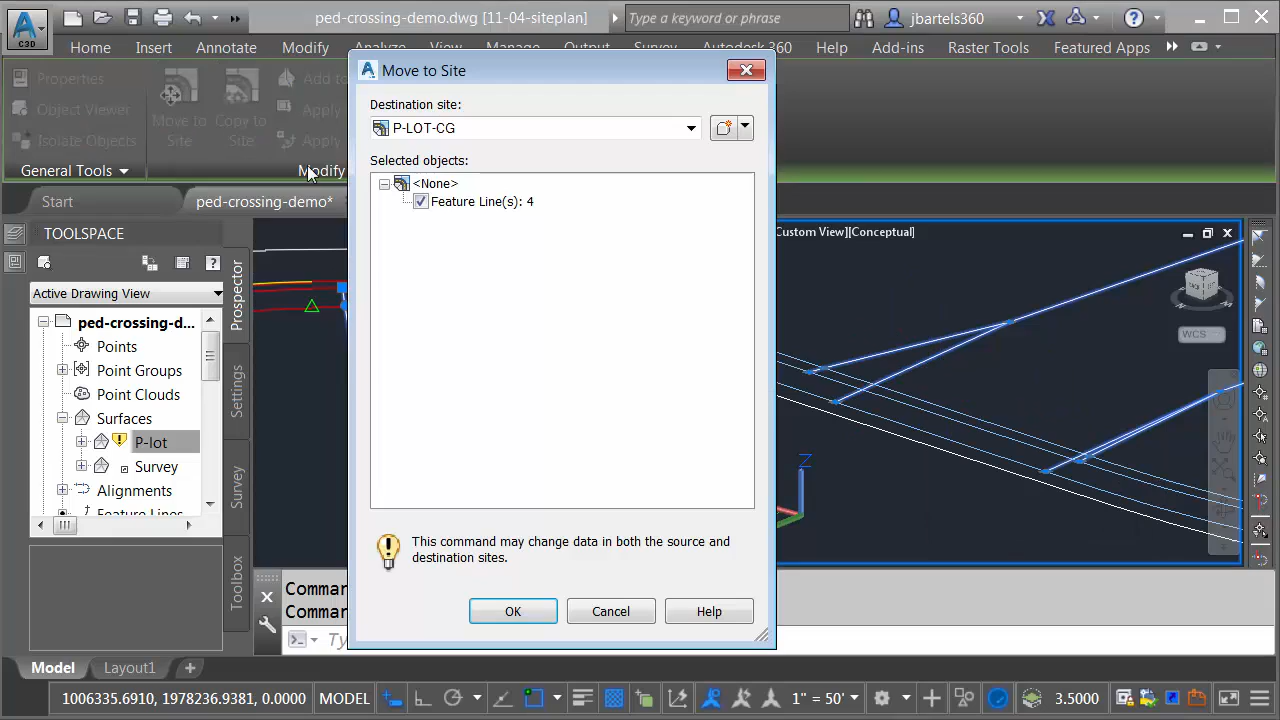 ped-crossing-demo.dwg [11-04-siteplan]
Type a keyword or phrase
jbartels360
C3D
Home
Insert
Annotate
Modify
Analyze
View
Manage
Output
Survey
Autodesk 360
Help
Add-ins
Raster Tools
Featured Apps
Properties
Object Viewer
Isolate Objects
Move to
Site
Copy to
Site
Add to
Apply
Apply
General Tools
Modify
Start
ped-crossing-demo*
TOOLSPACE
Active Drawing View
ped-crossing-d...
Points
Point Groups
Point Clouds
Surfaces
P-lot
Survey
Alignments
Feature Lines
Prospector
Settings
Survey
Toolbox
Move to Site
Destination site:
P-LOT-CG
Selected objects:
<None>
Feature Line(s): 4
This command may change data in both the source and
destination sites.
OK
Cancel
Help
Custom View][Conceptual]
WCS
Z
Comman
Comman
Ty
Model
Layout1
1006335.6910, 1978236.9381, 0.0000
MODEL
1" = 50'
3.5000